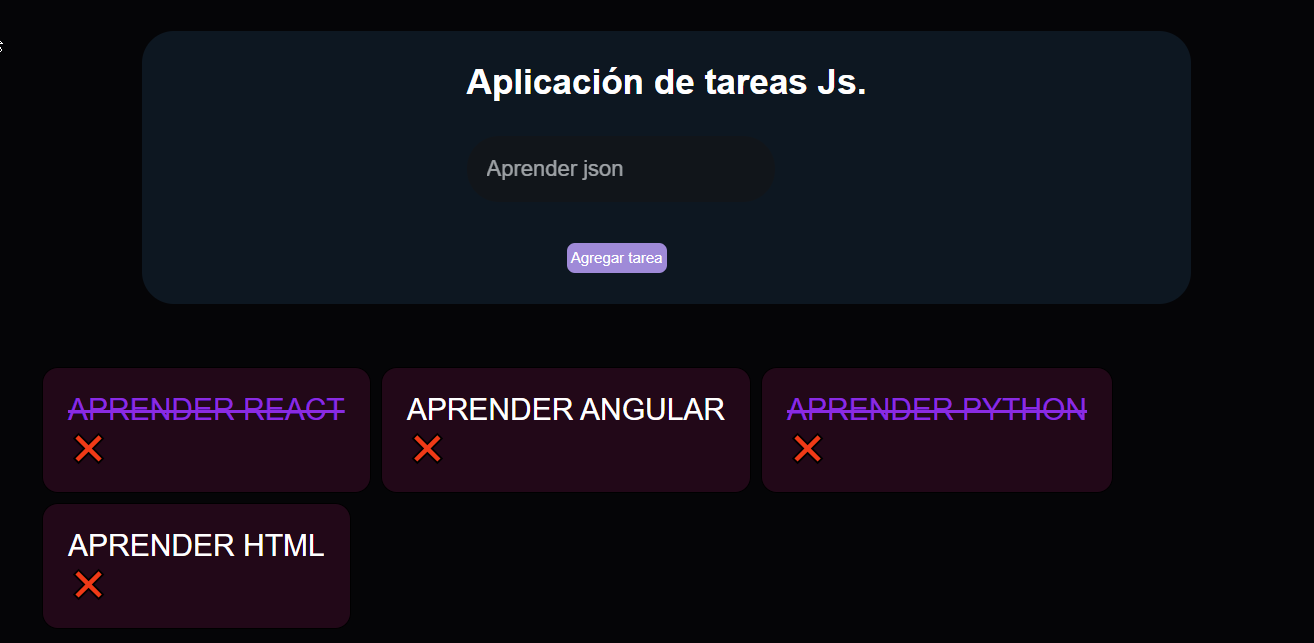 Aplicación de tareas Js.
Aprender json
Agregar tarea
APRENDER REACT
APRENDER ANGULAR
APRENDER PYTHON
APRENDER HTML